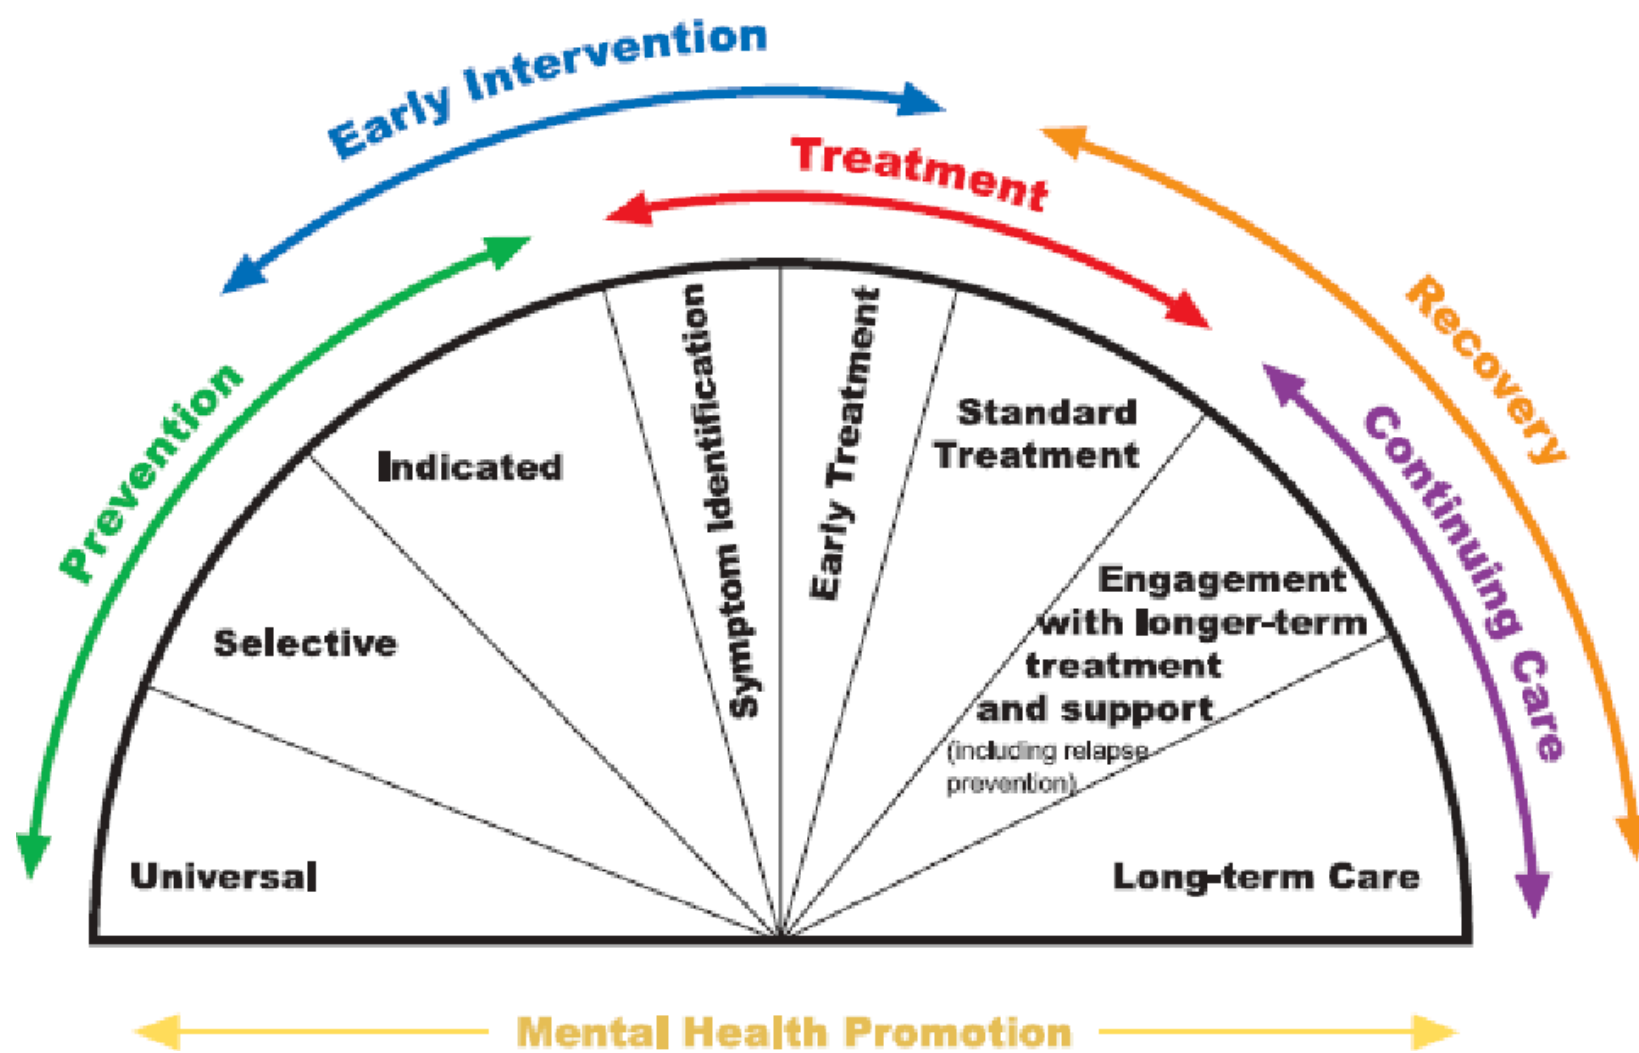 Early Intervention
Treatment
Recovery
Prevention
Continuing Care
Universal
Selective
Indicated
Symptom Identification
Early Treatment
Standard
Treatment
Engagement
with longer-term
treatment
and support
(including relapse
prevention)
Long-term Care
Mental Health Promotion